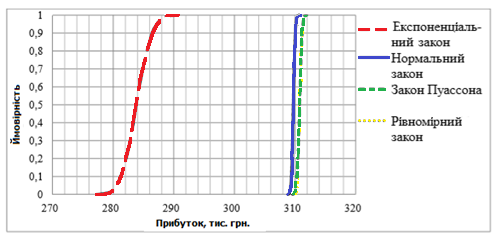 1
0,9
0,8
0,7
0,6
0,5
0,4
0,3
0,2
0,1
0
Йновірність
270 280 290 300 310 320
Прибуток, тис. грн.
Експоненціаль-
ний закон
Нормальний
закон
Закон Пуассона
Рівномірний
закон